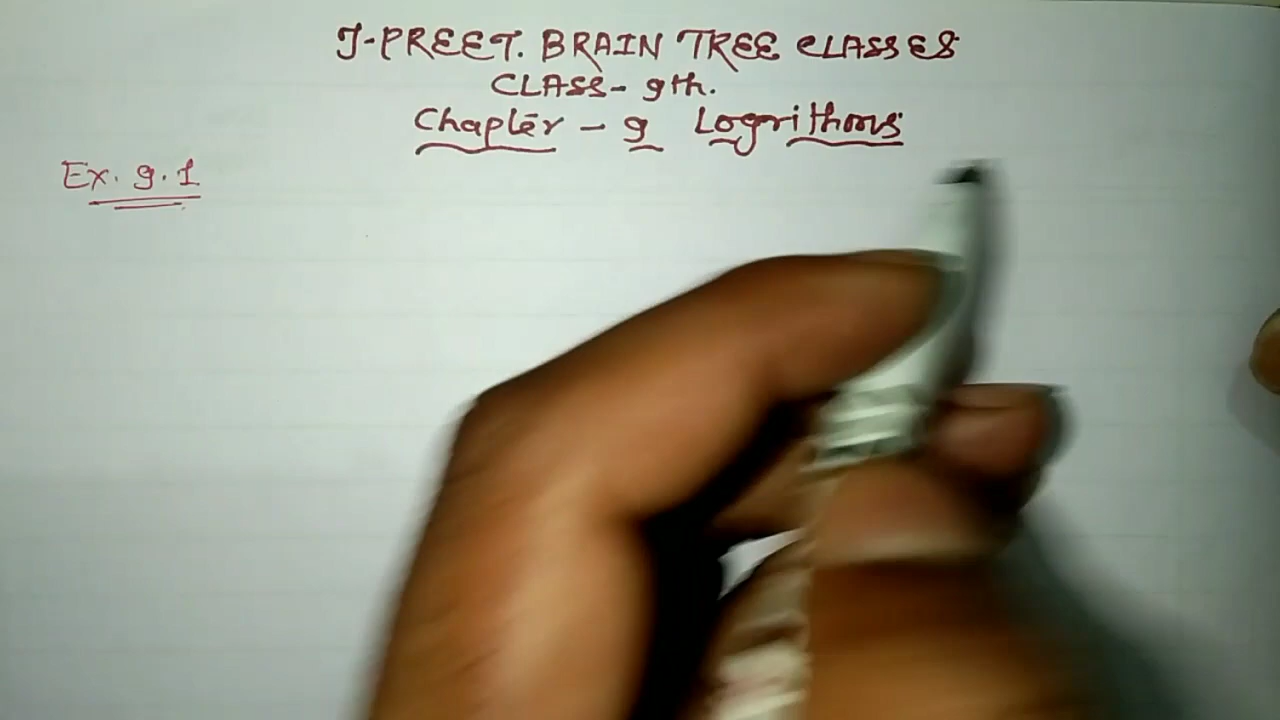 J-PREET. BRAIN TREE CLASSES
CLASS- 9th.
Chapter - 9 Logrithms
Ex. 9.1